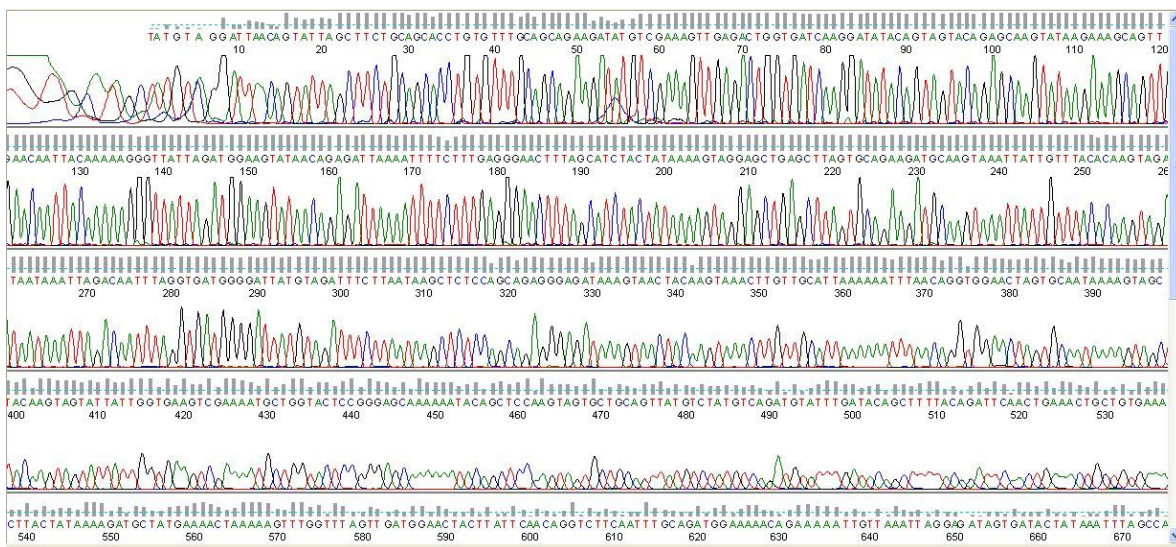 TATGTAGGATTAACAGTATTAGCTTCTGCAGCACCTGTGTTTGCAGCAGAAGATATGTCGAAAGTTGAGACTGGTGATCAAGGATATACAGTAGTACAGAGCAAGTATAAGAAAGCAGTT
10 20 30 40 50 60 70 80 90 100 110 120
GAACAATTACAAAAAGGGTTATTAGATGGAAGTATAACAGAGATTAAAATTTTCTTTGAGGGAACTTTAGCATCTACTATAAAAGTAGGAGCTGAGCTTAGTGCAGAAGATGCAAGTAAATTATTGTTTACACAAGTAGA
130 140 150 160 170 180 190 200 210 220 230 240 250 26
TAATAAATTAGACAATTTAGGTGATGGGGATTATGTAGATTTCTTAATAAGCTCTCCAGCAGAGGGAGATAAAGTAACTACAAGTAAACTTGTTGCATTAAAAAATTTAACAGGTGGAACTAGTGCAATAAAAGTAGC
270 280 290 300 310 320 330 340 350 360 370 380 390
TACAAGTAGTATTATTGGTGAAGTCGAAAATGCTGGTACTCCGGGAGCAAAAAATACAGCTCCAAGTAGTGCTGCAGTTATGTCTATGTCAGATGTATTTGATACAGCTTTTACAGATTCAACTGAAACTGCTGTGAAA
400 410 420 430 440 450 460 470 480 490 500 510 520 530
CTTACTATAAAAGATGCTATGAAAACTAAAAAGTTTGGTTTAGTTGATGGAACTACTTATTCAACAGGTCTTCAATTTGCAGATGGAAAAACAGAAAAAATTGTTAAATTAGGAGATAGTGATACTATAAATTTAGCCA
540 550 560 570 580 590 600 610 620 630 640 650 660 670